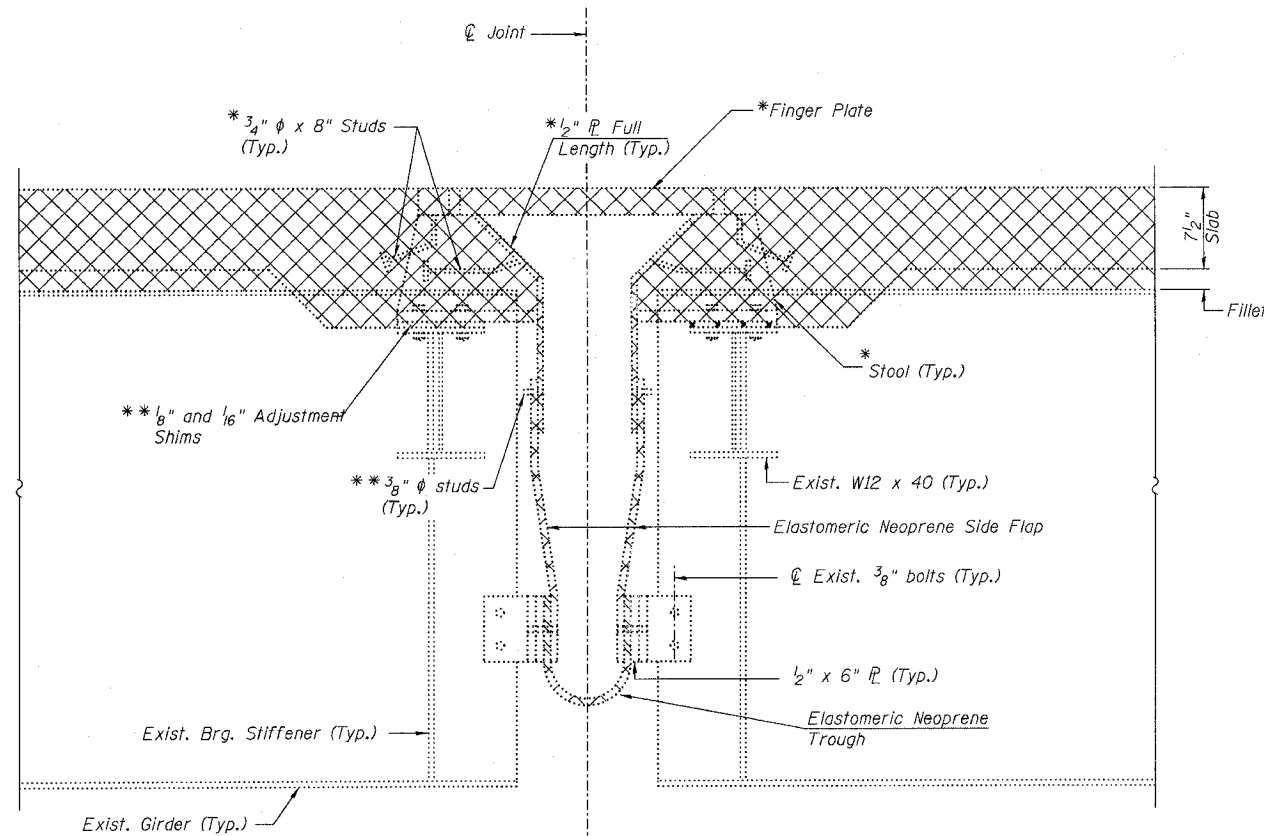 ℄ Joint
*Finger Plate
* 3/4" φ x 8" Studs
(Typ.)
*1/2" ℙL Full
Length (Typ.)
7 1/2"
Slab
Fillet
*
Stool (Typ.)
* * 1/8" and 1/16" Adjustment
Shims
* * 3/8" φ studs
(Typ.)
Exist. W12 x 40 (Typ.)
Elastomeric Neoprene Side Flap
℄ Exist. 3/8" bolts (Typ.)
1/2" x 6" ℙL (Typ.)
Elastomeric Neoprene
Trough
Exist. Brg. Stiffener (Typ.)
Exist. Girder (Typ.)